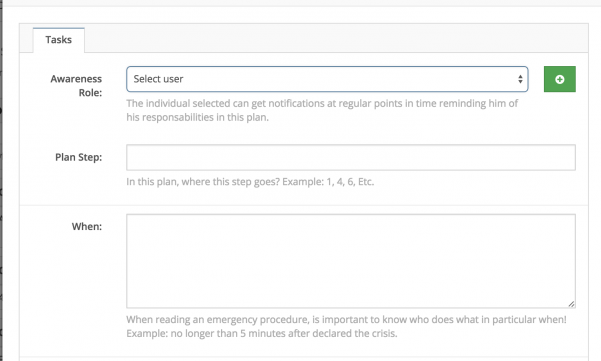 Tasks
Awareness
Role:
Select user
The individual selected can get notifications at regular points in time reminding him of
his responsabilities in this plan.
Plan Step:
In this plan, where this step goes? Example: 1, 4, 6, Etc.
When:
When reading an emergency procedure, is important to know who does what in particular when!
Example: no longer than 5 minutes after declared the crisis.